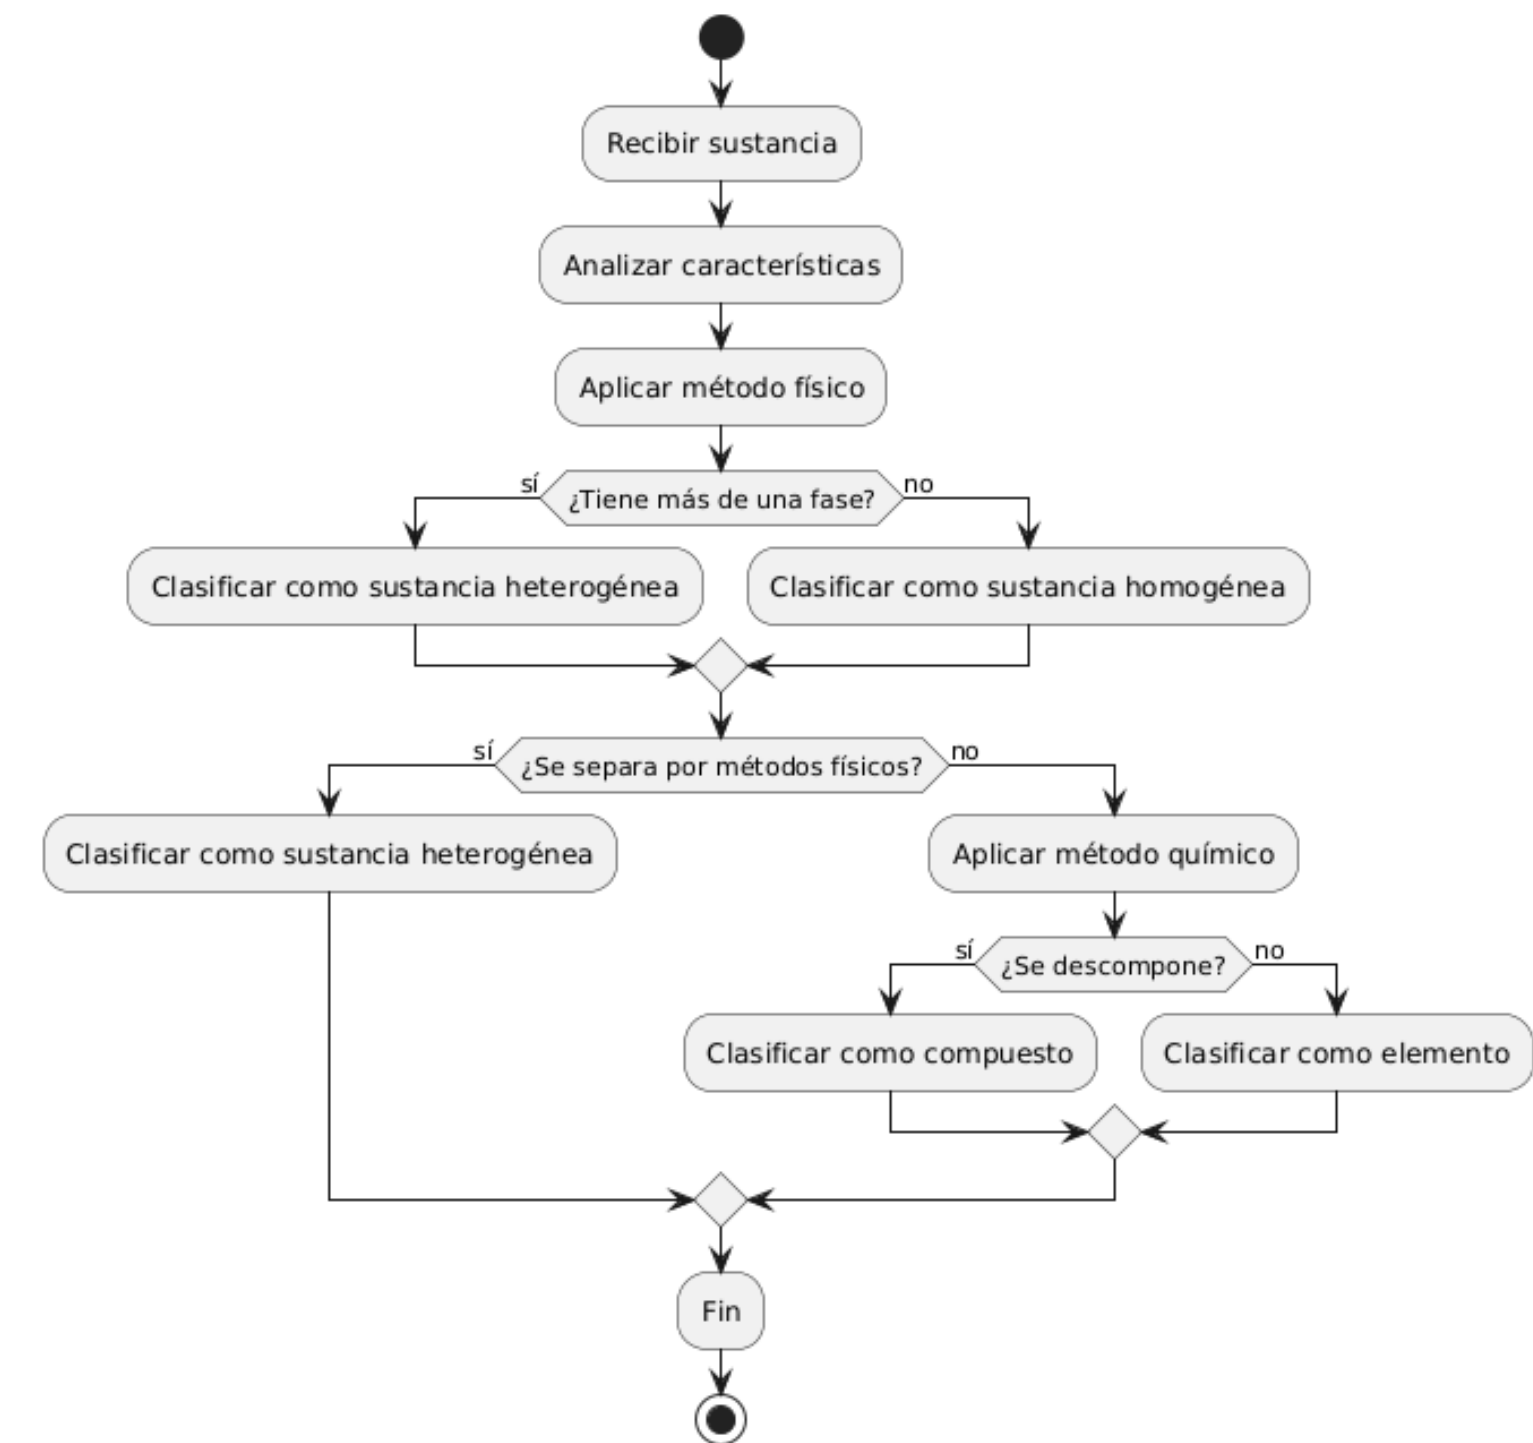 Recibir sustancia
Analizar características
Aplicar método físico
sí
¿Tiene más de una fase?
no
Clasificar como sustancia heterogénea
Clasificar como sustancia homogénea
sí
¿Se separa por métodos físicos?
no
Clasificar como sustancia heterogénea
Aplicar método químico
sí
¿Se descompone?
no
Clasificar como compuesto
Clasificar como elemento
Fin